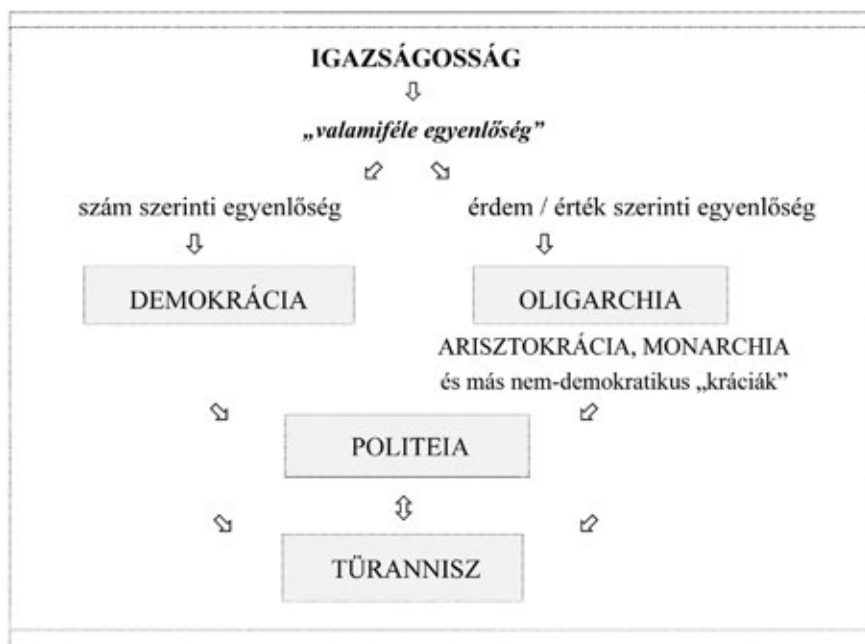 IGAZSÁGOSSÁG
„valamiféle egyenlőség”
szám szerinti egyenlőség
érdem / érték szerinti egyenlőség
DEMOKRÁCIA
OLIGARCHIA
ARISZTOKRÁCIA, MONARCHIA
és más nem-demokratikus „kráciák”
POLITEIA
TÜRANNISZ